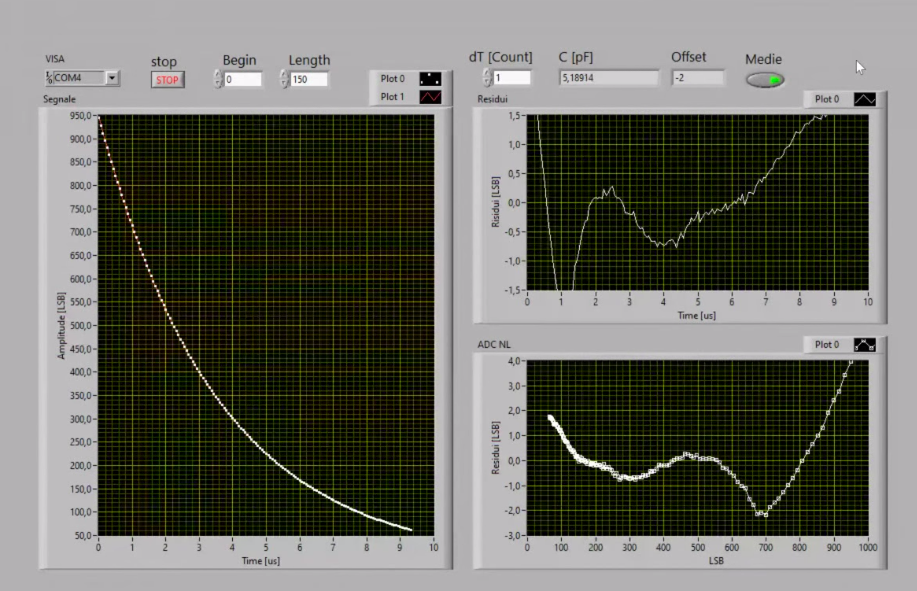 VISA
COM4
stop
STOP
Begin
0
Length
150
Plot 0
Plot 1
dT [Count]
1
C [pF]
5,18914
Offset
-2
Medie
Segnale
950,0
900,0
850,0
800,0
750,0
700,0
650,0
600,0
550,0
500,0
450,0
400,0
350,0
300,0
250,0
200,0
150,0
100,0
50,0
Amplitude [LSB]
0 1 2 3 4 5 6 7 8 9 10
Time [us]
Residui
Plot 0
1,5
1,0
0,5
0,0
-0,5
-1,0
-1,5
Risidui [LSB]
0 1 2 3 4 5 6 7 8 9 10
Time [us]
ADC NL
Plot 0
4,0
3,0
2,0
1,0
0,0
-1,0
-2,0
-3,0
Residui [LSB]
0 100 200 300 400 500 600 700 800 900 1000
LSB